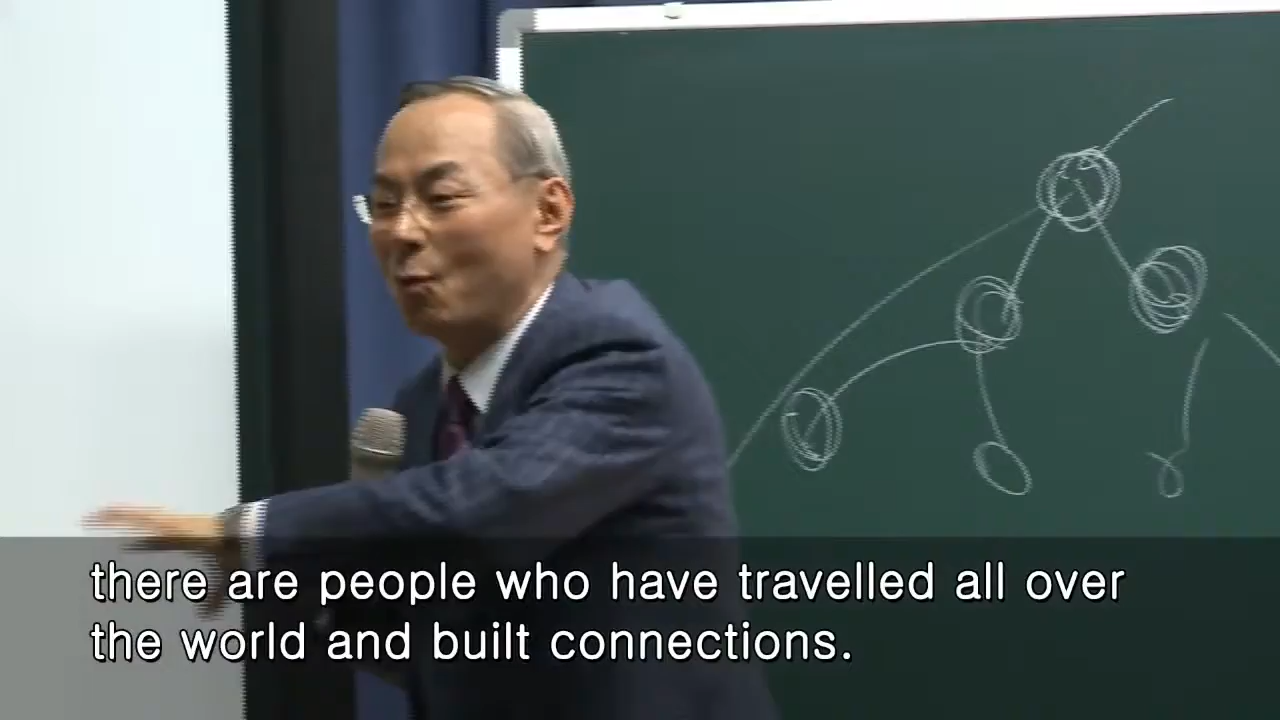 there are people who have travelled all over
the world and built connections.